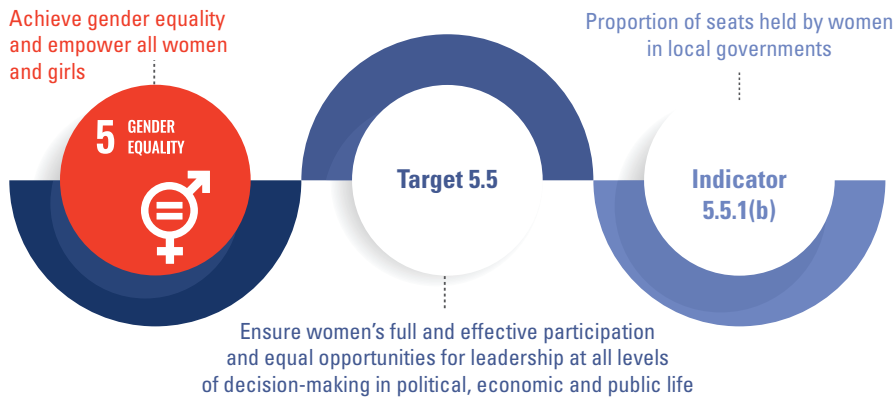 Achieve gender equality
and empower all women
and girls
5 GENDER
EQUALITY
Target 5.5
Ensure women’s full and effective participation
and equal opportunities for leadership at all levels
of decision-making in political, economic and public life
Proportion of seats held by women
in local governments
Indicator
5.5.1(b)